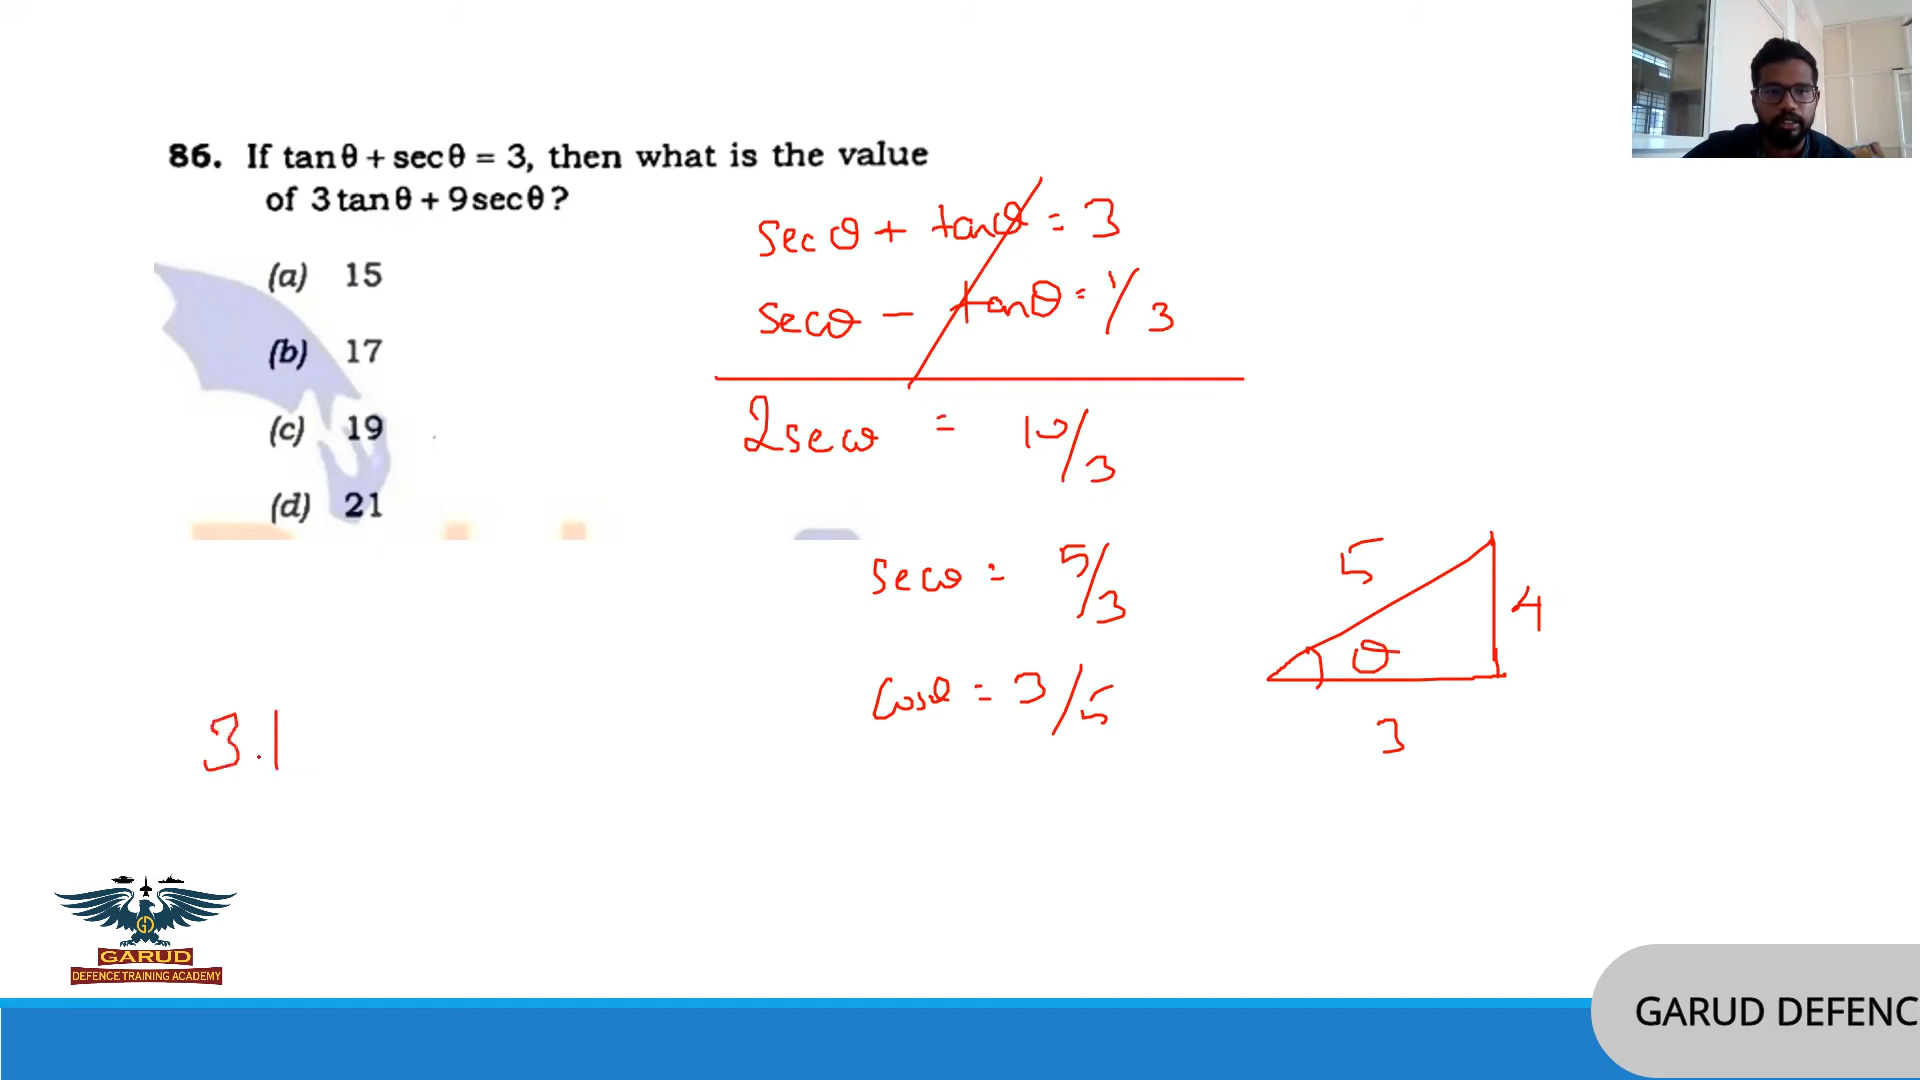 86. If tanθ + secθ = 3, then what is the value
of 3tanθ + 9secθ?
(a) 15
(b) 17
(c) 19
(d) 21
secθ + tanθ = 3
secθ - tanθ = 1/3
2secθ = 10/3
secθ = 5/3
cosθ = 3/5
5
4
θ
3
3.1
GD
GARUD
DEFENCE TRAINING ACADEMY
GARUD DEFENC